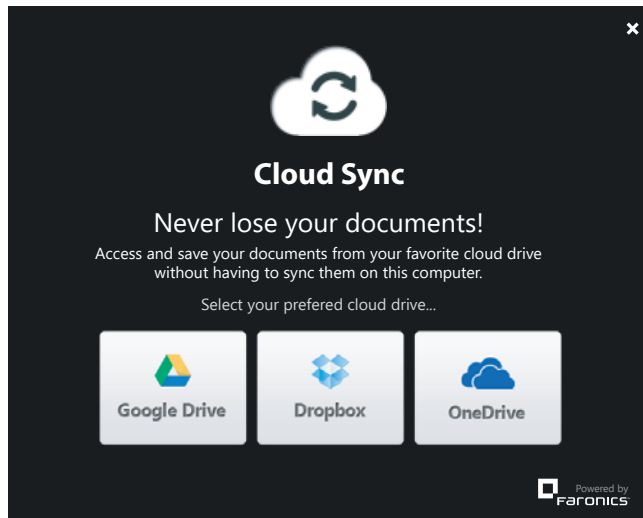 Cloud Sync
Never lose your documents!
Access and save your documents from your favorite cloud drive
without having to sync them on this computer.
Select your prefered cloud drive...
Google Drive
Dropbox
OneDrive
Powered by
FARONICS